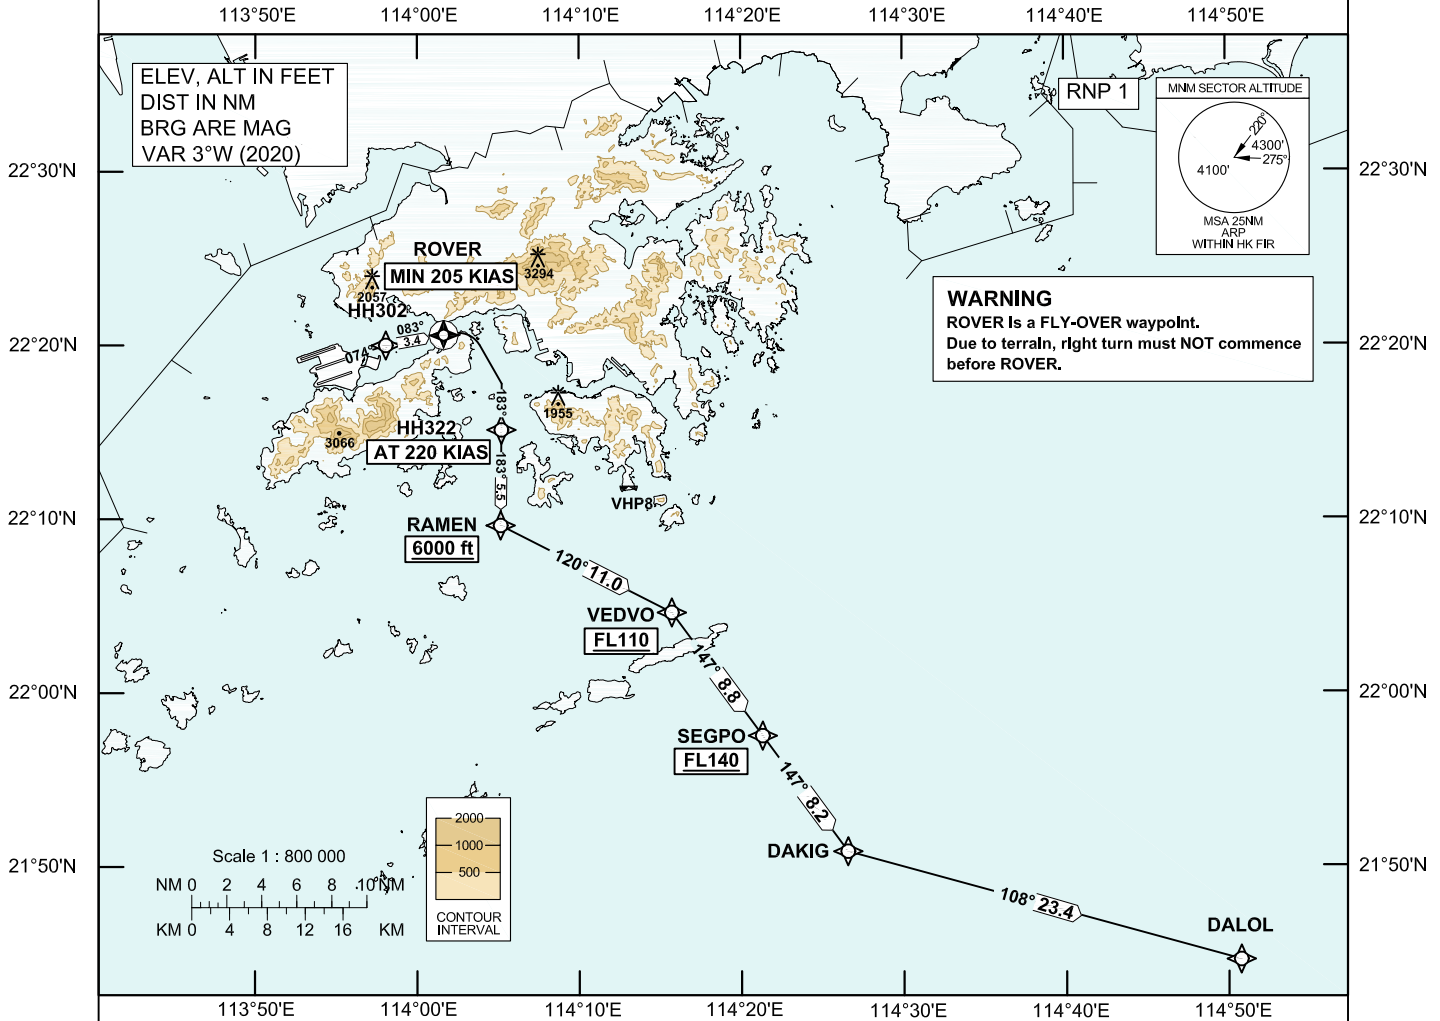 113°50'E
114°00'E
114°10'E
114°20'E
114°30'E
114°40'E
114°50'E
ELEV, ALT IN FEET
DIST IN NM
BRG ARE MAG
VAR 3°W (2020)
RNP 1
MNM SECTOR ALTITUDE
220°
4300'
275°
4100'
MSA 25NM
ARP
WITHIN HK FIR
22°30'N
22°30'N
ROVER
MIN 205 KIAS
3294
2057
HH302
WARNING
ROVER is a FLY-OVER waypoint.
Due to terrain, right turn must NOT commence
before ROVER.
083°
3.4
074°
22°20'N
22°20'N
183°
1955
HH322
AT 220 KIAS
3066
183° 5.5
VHP8
22°10'N
22°10'N
RAMEN
6000 ft
120° 11.0
VEDVO
FL110
147° 8.8
22°00'N
22°00'N
SEGPO
FL140
147° 8.2
DAKIG
21°50'N
21°50'N
108° 23.4
DALOL
2000
1000
500
CONTOUR
INTERVAL
Scale 1 : 800 000
NM 0 2 4 6 8 10 NM
KM 0 4 8 12 16 KM
113°50'E
114°00'E
114°10'E
114°20'E
114°30'E
114°40'E
114°50'E